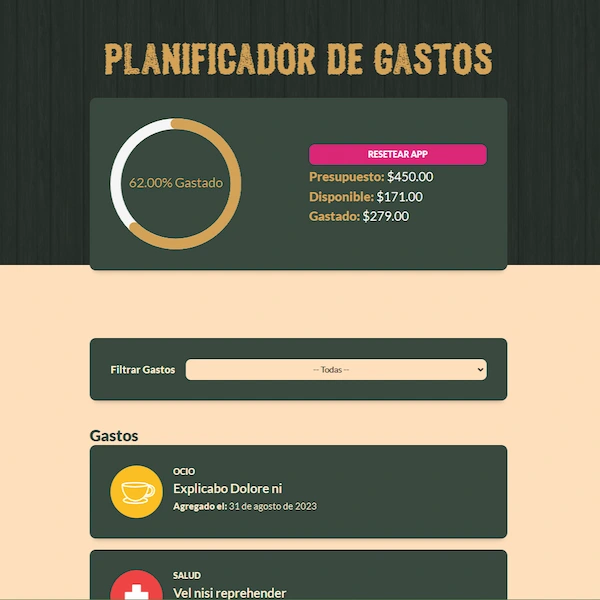 PLANIFICADOR DE GASTOS
62.00% Gastado
RESETEAR APP
Presupuesto: $450.00
Disponible: $171.00
Gastado: $279.00
Filtrar Gastos
-- Todas --
Gastos
OCIO
Explicabo Dolore ni
Agregado el: 31 de agosto de 2023
SALUD
Vel nisi reprehender